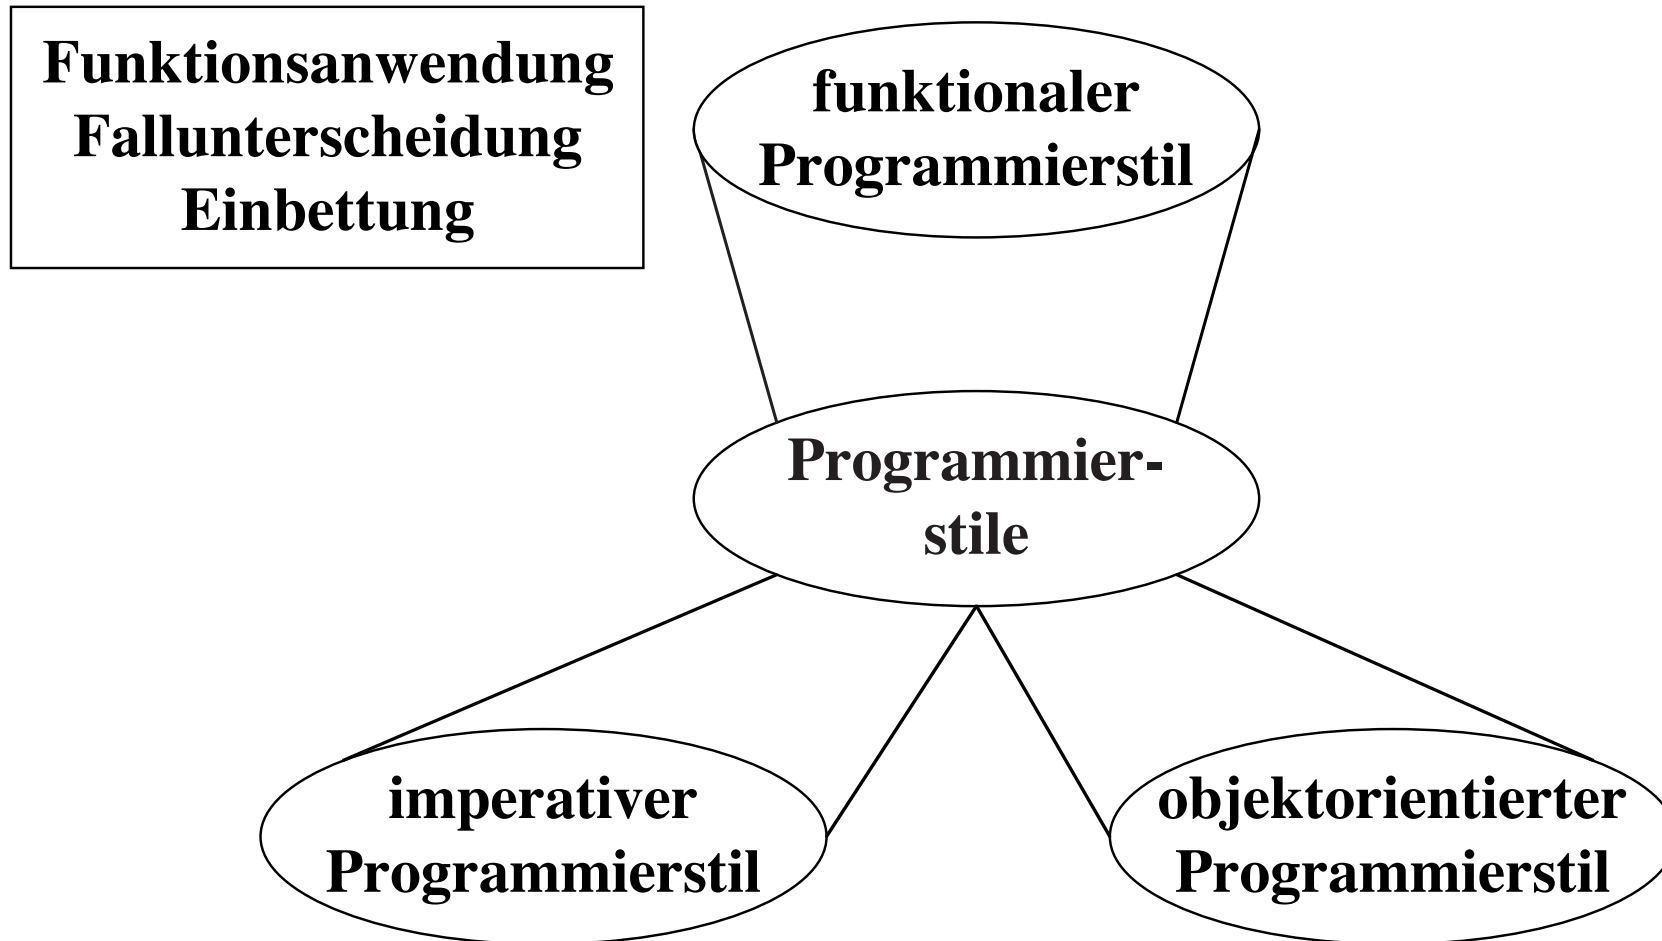 Funktionsanwendung
Fallunterscheidung
Einbettung
funktionaler
Programmierstil
Programmier-
stile
imperativer
Programmierstil
objektorientierter
Programmierstil